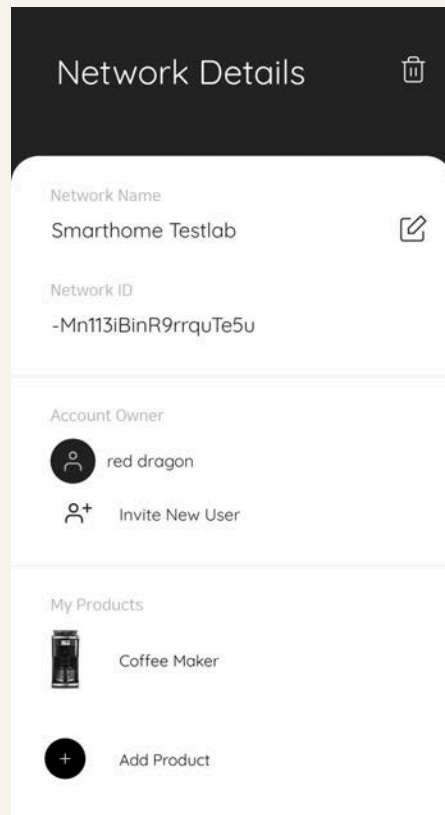 Network Details
Network Name
Smarthome Testlab
Network ID
-Mn113iBinR9rrquTe5u
Account Owner
red dragon
Invite New User
My Products
Coffee Maker
Add Product